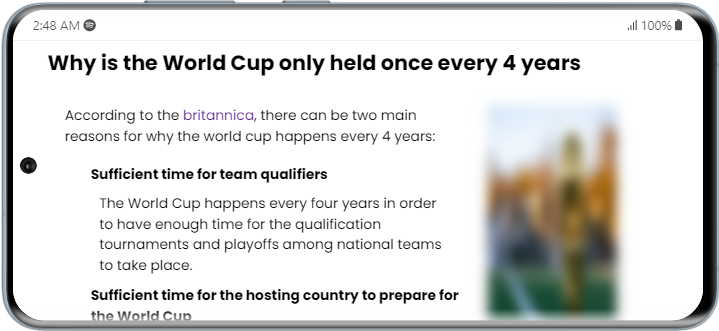 2:48 AM
100%
Why is the World Cup only held once every 4 years
According to the britannica, there can be two main
reasons for why the world cup happens every 4 years:
Sufficient time for team qualifiers
The World Cup happens every four years in order
to have enough time for the qualification
tournaments and playoffs among national teams
to take place.
Sufficient time for the hosting country to prepare for
the World Cup